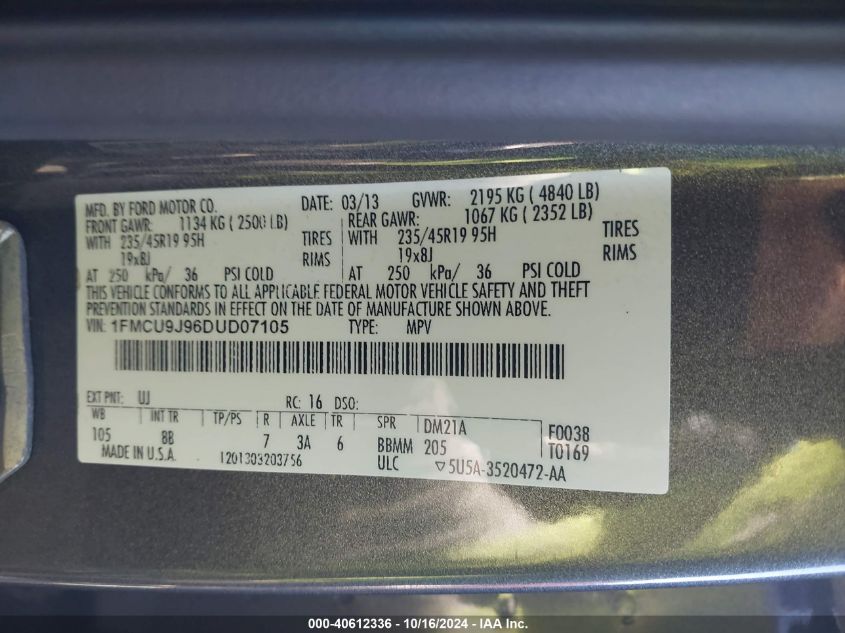 MFD. BY FORD MOTOR CO. DATE: 03/13 GVWR: 2195 KG ( 4840 LB)
FRONT GAWR: 1134 KG ( 2500 LB) REAR GAWR: 1067 KG ( 2352 LB)
WITH 235/45R19 95H TIRES WITH 235/45R19 95H TIRES
19x8J RIMS 19x8J RIMS
AT 250 kPa/ 36 PSI COLD AT 250 kPa/ 36 PSI COLD
THIS VEHICLE CONFORMS TO ALL APPLICABLE FEDERAL MOTOR VEHICLE SAFETY AND THEFT
PREVENTION STANDARDS IN EFFECT ON THE DATE OF MANUFACTURE SHOWN ABOVE.
VIN: 1FMCU9J96DUD07105 TYPE: MPV
EXT PNT: UJ RC: 16 DSO:
WB INT TR TP/PS R AXLE TR SPR DM21A F0038
105 8B 7 3A 6 BBMM 205 T0169
MADE IN U.S.A. 1201303203756 ULC ▽5U5A-3520472-AA
000-40612336 - 10/16/2024 - IAAI.com